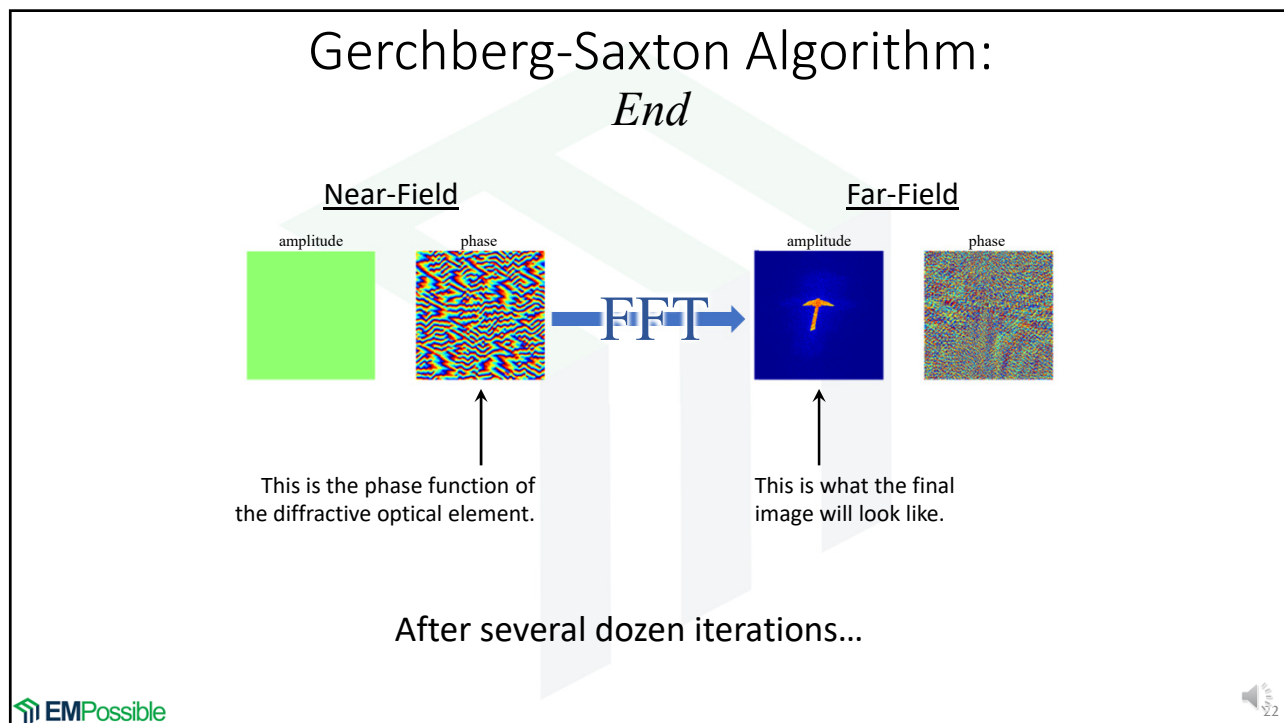 Gerchberg-Saxton Algorithm:
End
Near-Field
Far-Field
amplitude
phase
amplitude
phase
FFT
This is the phase function of
the diffractive optical element.
This is what the final
image will look like.
After several dozen iterations…
EMPossible
22